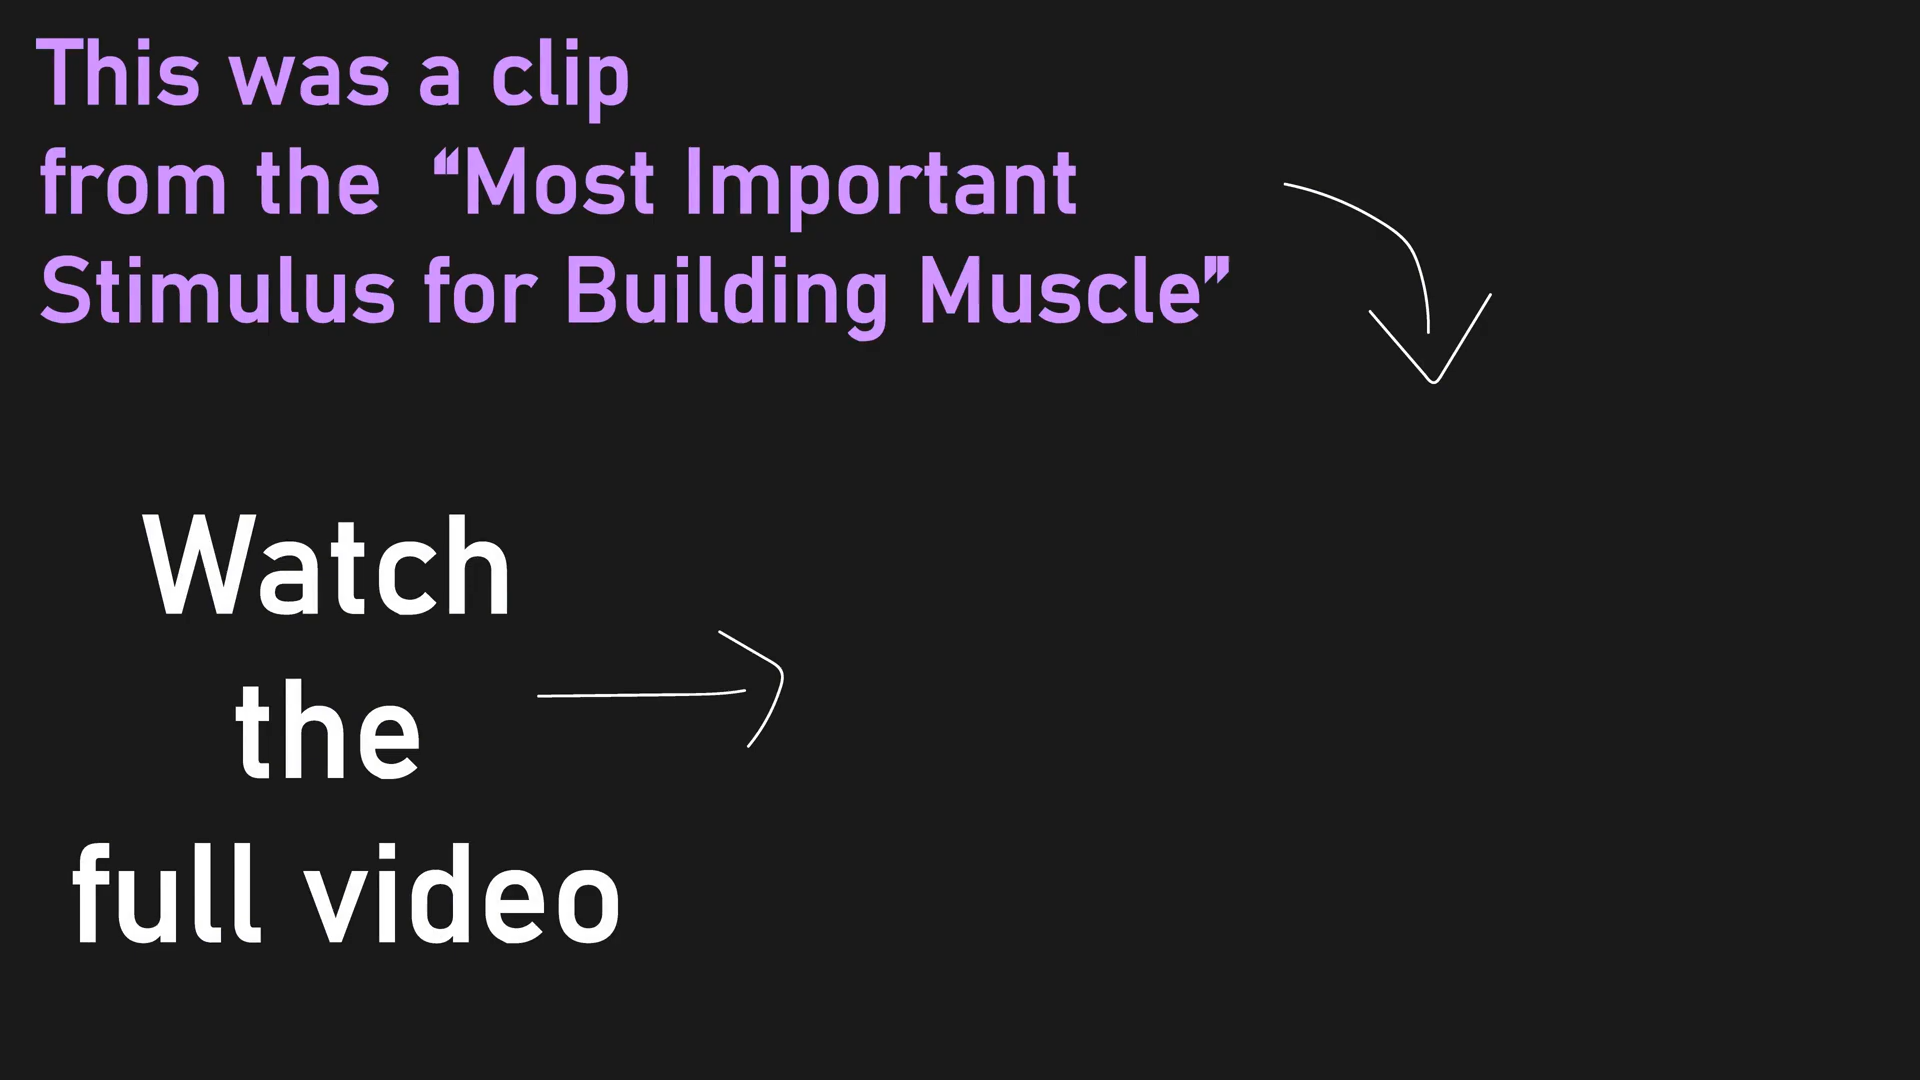 This was a clip
from the “Most Important
Stimulus for Building Muscle”
Watch
the
full video